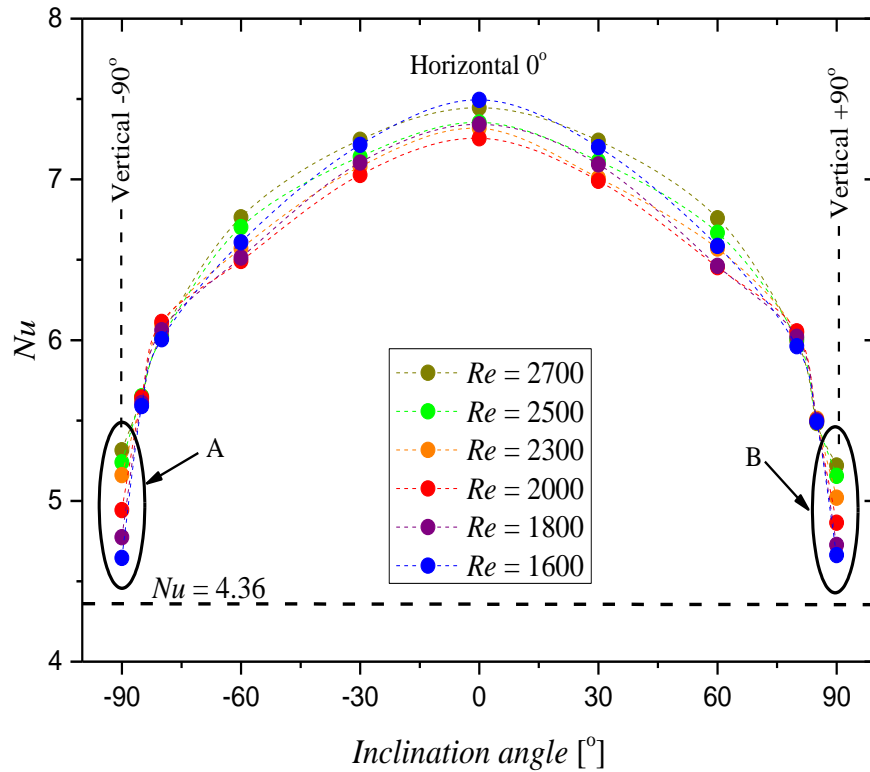 8
7
6
5
4
Nu
Vertical -90°
Horizontal 0°
Vertical +90°
A
B
Re = 2700
Re = 2500
Re = 2300
Re = 2000
Re = 1800
Re = 1600
Nu = 4.36
-90 -60 -30 0 30 60 90
Inclination angle [°]